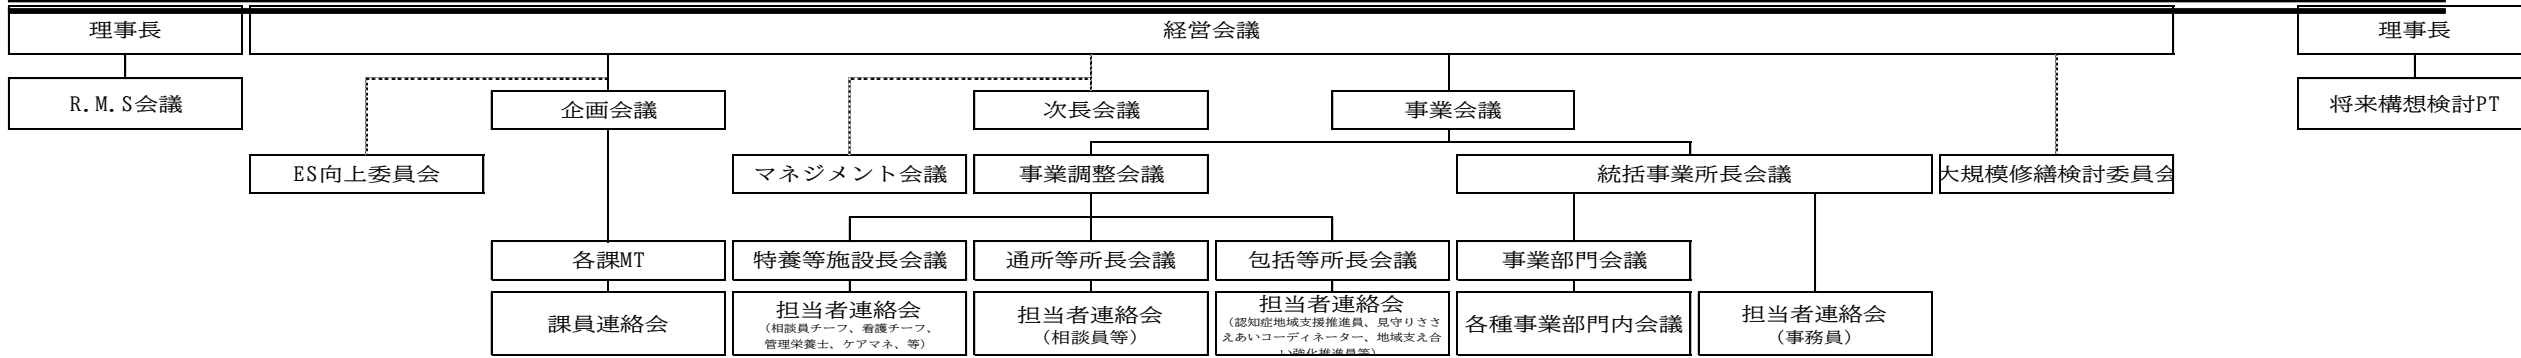 理事長
経営会議
理事長
R.M.S会議
企画会議
次長会議
事業会議
将来構想検討PT
ES向上委員会
マネジメント会議
事業調整会議
統括事業所長会議
大規模修繕検討委員会
各課MT
特養等施設長会議
通所等所長会議
包括等所長会議
事業部門会議
課員連絡会
担当者連絡会
（相談員チーフ、看護チーフ、
管理栄養士、ケアマネ、等）
担当者連絡会
（相談員等）
担当者連絡会
（認知症地域支援推進員、見守りささ
えあいコーディネーター、地域支え合
い強化推進員等）
各種事業部門内会議
担当者連絡会
（事務員）